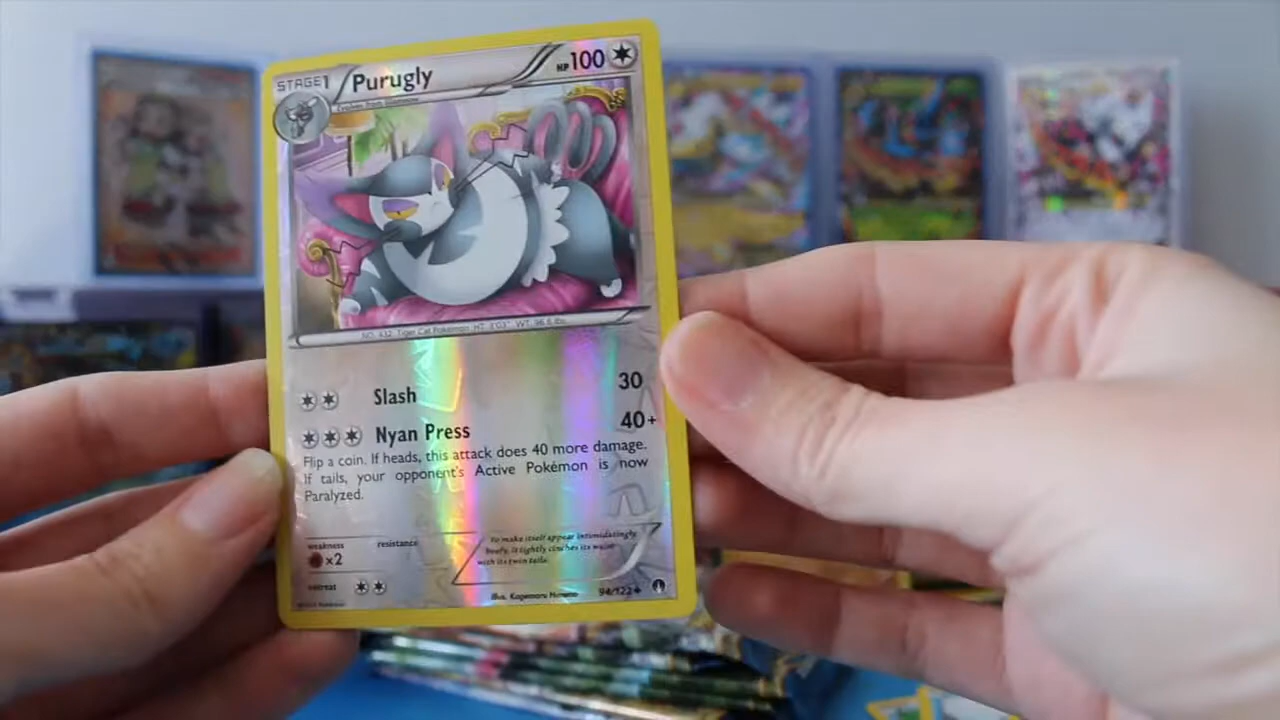 STAGE1 Purugly HP100
Evolves from Glameow
NO. 432 Tiger Cat Pokémon HT: 3'03" WT: 96.6 lbs.
Slash 30
Nyan Press 40+
Flip a coin. If heads, this attack does 40 more damage.
If tails, your opponent's Active Pokémon is now
Paralyzed.
weakness resistance
×2
To make itself appear intimidatingly
beefy, it tightly cinches its waist
with its twin tails.
retreat
Illus. Kagemaru Himeno 94/122